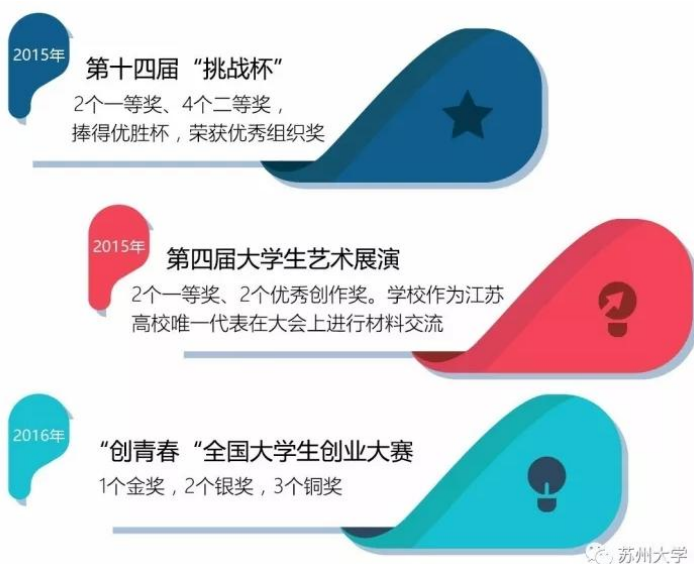 2015年
第十四届“挑战杯”
2个一等奖、4个二等奖，
捧得优胜杯，荣获优秀组织奖
2015年
第四届大学生艺术展演
2个一等奖、2个优秀创作奖。学校作为江苏
高校唯一代表在大会上进行材料交流
2016年
“创青春“全国大学生创业大赛
1个金奖，2个银奖，3个铜奖
苏州大学